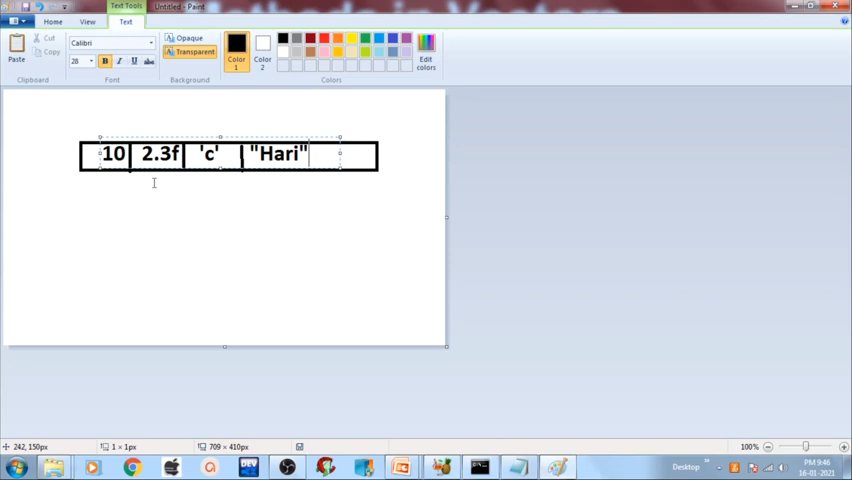 Text Tools
Untitled - Paint
Home
View
Text
Paste
Cut
Copy
Clipboard
Calibri
28
B I U abc
Font
Opaque
Transparent
Background
Color 1
Color 2
Edit colors
Colors
10 2.3f 'c' "Hari"
242, 150px
1 × 1px
709 × 410px
100%
DEV
Desktop
PM 9:46
16-01-2021